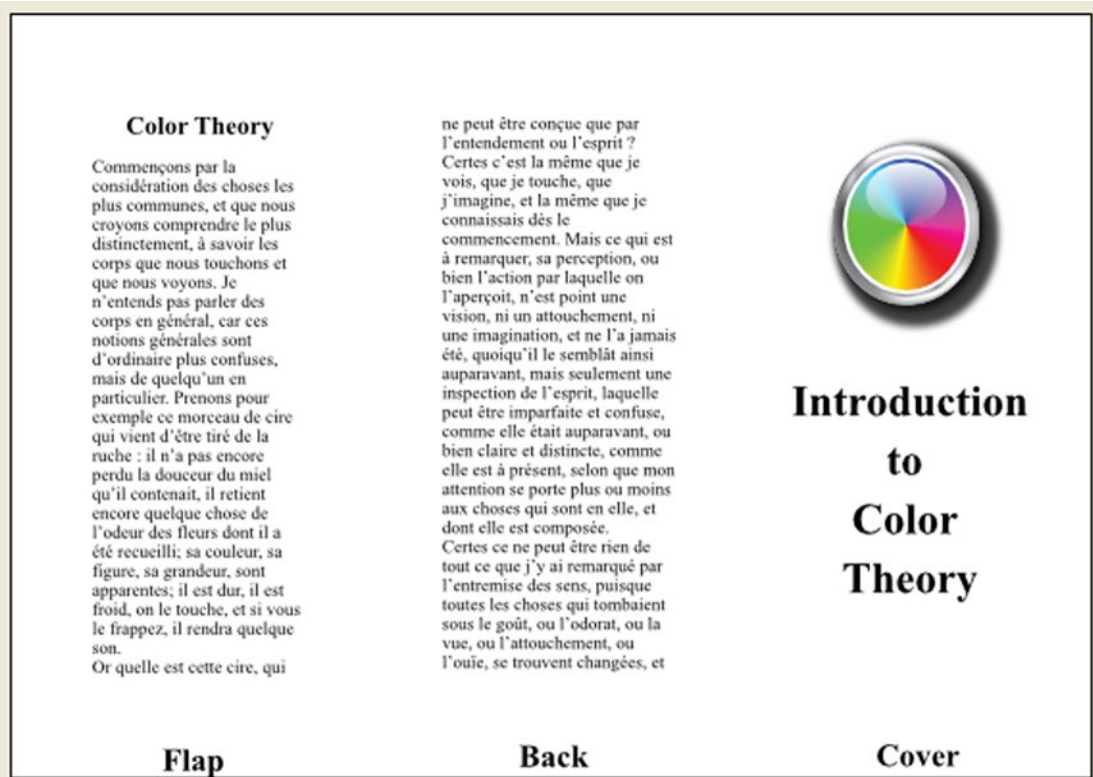 Color Theory
Commençons par la
considération des choses les
plus communes, et que nous
croyons comprendre le plus
distinctement, à savoir les
corps que nous touchons et
que nous voyons. Je
n’entends pas parler des
corps en général, car ces
notions générales sont
d’ordinaire plus confuses,
mais de quelqu’un en
particulier. Prenons pour
exemple ce morceau de cire
qui vient d’être tiré de la
ruche : il n’a pas encore
perdu la douceur du miel
qu’il contenait, il retient
encore quelque chose de
l’odeur des fleurs dont il a
été recueilli; sa couleur, sa
figure, sa grandeur, sont
apparentes; il est dur, il est
froid, on le touche, et si vous
le frappez, il rendra quelque
son.
Or quelle est cette cire, qui
Flap
ne peut être conçue que par
l’entendement ou l’esprit ?
Certes c’est la même que je
vois, que je touche, que
j’imagine, et la même que je
connaissais dès le
commencement. Mais ce qui est
à remarquer, sa perception, ou
bien l’action par laquelle on
l’aperçoit, n’est point une
vision, ni un attouchement, ni
une imagination, et ne l’a jamais
été, quoiqu’il le semblât ainsi
auparavant, mais seulement une
inspection de l’esprit, laquelle
peut être imparfaite et confuse,
comme elle était auparavant, ou
bien claire et distincte, comme
elle est à présent, selon que mon
attention se porte plus ou moins
aux choses qui sont en elle, et
dont elle est composée.
Certes ce ne peut être rien de
tout ce que j’y ai remarqué par
l’entremise des sens, puisque
toutes les choses qui tombaient
sous le goût, ou l’odorat, ou la
vue, ou l’attouchement, ou
l’ouïe, se trouvent changées, et
Back
Introduction
to
Color
Theory
Cover